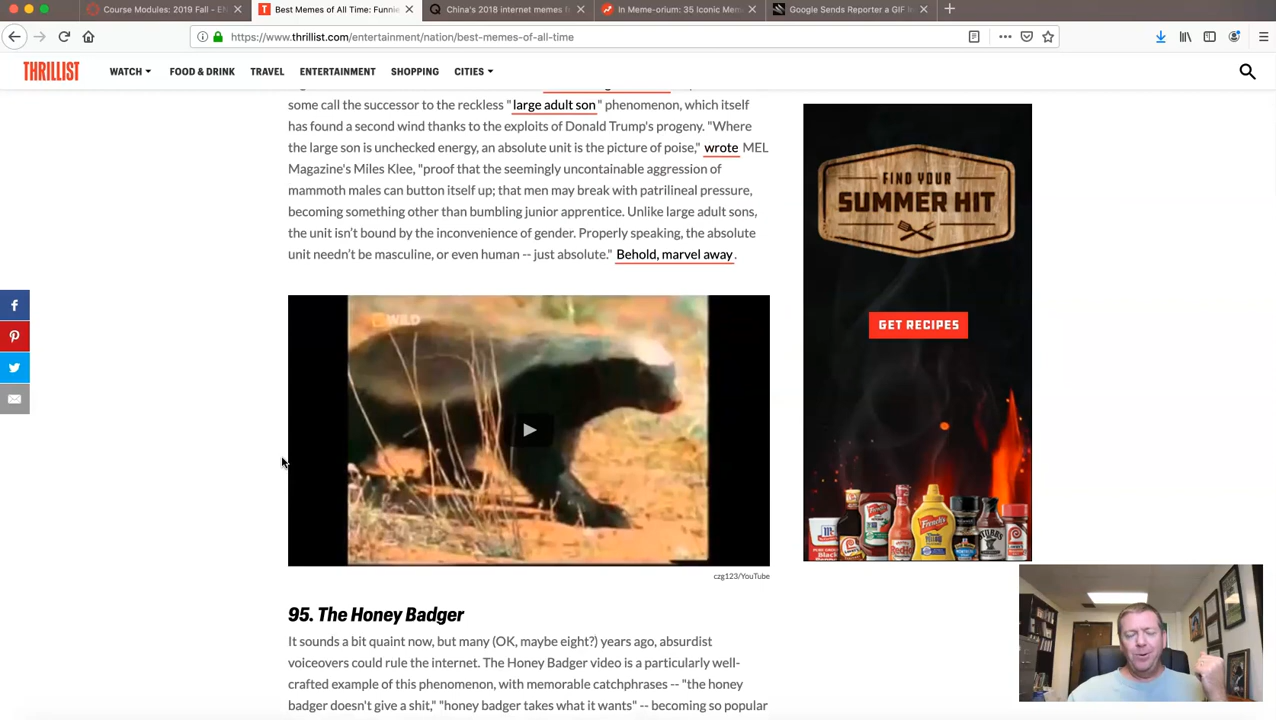 Course Modules: 2019 Fall - E
Best Memes of All Time: Funnie
China's 2018 internet memes
In Meme-orium: 35 Iconic Mem
Google Sends Reporter a GIF
https://www.thrillist.com/entertainment/nation/best-memes-of-all-time
THRILLIST
WATCH
FOOD & DRINK
TRAVEL
ENTERTAINMENT
SHOPPING
CITIES
some call the successor to the reckless "large adult son" phenomenon, which itself
has found a second wind thanks to the exploits of Donald Trump's progeny. "Where
the large son is unchecked energy, an absolute unit is the picture of poise," wrote MEL
Magazine's Miles Klee, "proof that the seemingly uncontainable aggression of
mammoth males can button itself up; that men may break with patrilineal pressure,
becoming something other than bumbling junior apprentice. Unlike large adult sons,
the unit isn't bound by the inconvenience of gender. Properly speaking, the absolute
unit needn't be masculine, or even human -- just absolute." Behold, marvel away.
WILD
czg123/YouTube
95. The Honey Badger
It sounds a bit quaint now, but many (OK, maybe eight?) years ago, absurdist
voiceovers could rule the internet. The Honey Badger video is a particularly well-
crafted example of this phenomenon, with memorable catchphrases -- "the honey
badger doesn't give a shit," "honey badger takes what it wants" -- becoming so popular
FIND YOUR
SUMMER HIT
GET RECIPES
French's